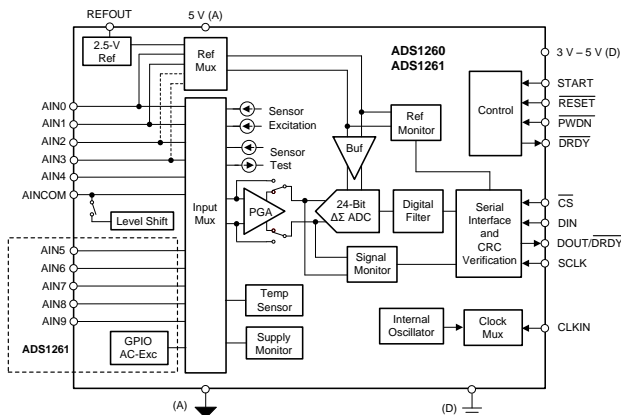 REFOUT
5 V (A)
2.5-V
Ref
Ref
Mux
ADS1260
ADS1261
3 V – 5 V (D)
START
RESET
PWDN
DRDY
Control
AIN0
AIN1
AIN2
AIN3
AIN4
AINCOM
Level Shift
Sensor
Excitation
Sensor
Test
Ref
Monitor
Buf
Input
Mux
PGA
24-Bit
ΔΣ ADC
Digital
Filter
Serial
Interface
and
CRC
Verification
CS
DIN
DOUT/DRDY
SCLK
Signal
Monitor
AIN5
AIN6
AIN7
AIN8
AIN9
ADS1261
GPIO
AC-Exc
Temp
Sensor
Supply
Monitor
Internal
Oscillator
Clock
Mux
CLKIN
(A)
(D)